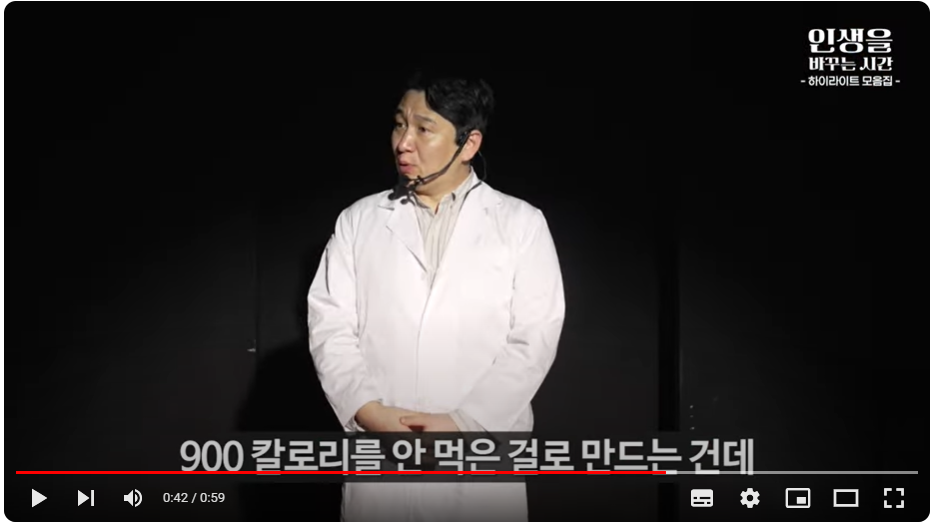 인생을
바꾸는 시간
- 하이라이트 모음집 -
900 칼로리를 안 먹은 걸로 만드는 건데
0:42 / 0:59